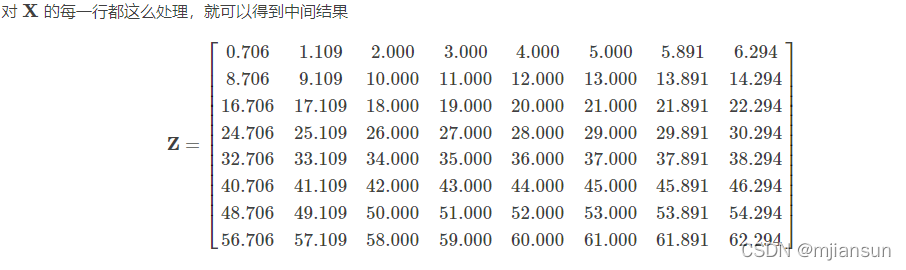 对 X 的每一行都这么处理，就可以得到中间结果
0.706 1.109 2.000 3.000 4.000 5.000 5.891 6.294
8.706 9.109 10.000 11.000 12.000 13.000 13.891 14.294
16.706 17.109 18.000 19.000 20.000 21.000 21.891 22.294
24.706 25.109 26.000 27.000 28.000 29.000 29.891 30.294
Z =
32.706 33.109 34.000 35.000 36.000 37.000 37.891 38.294
40.706 41.109 42.000 43.000 44.000 45.000 45.891 46.294
48.706 49.109 50.000 51.000 52.000 53.000 53.891 54.294
56.706 57.109 58.000 59.000 60.000 61.000 61.891 62.294
CSDN @mjiansun